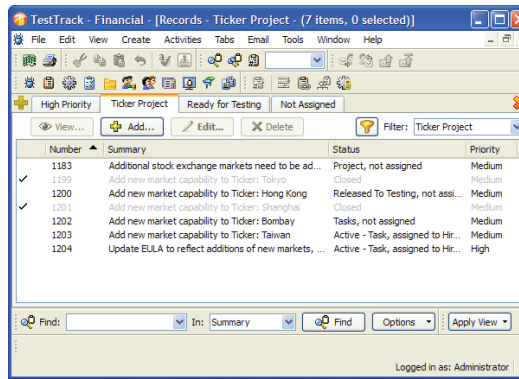 TestTrack - Financial - [Records - Ticker Project - (7 items, 0 selected)]
File Edit View Create Activities Tabs Email Tools Window Help
High Priority Ticker Project Ready for Testing Not Assigned
View... Add... Edit... Delete Filter: Ticker Project
Number Summary Status Priority
1183 Additional stock exchange markets need to be ad... Project, not assigned Medium
1199 Add new market capability to Ticker: Tokyo Closed Medium
1200 Add new market capability to Ticker: Hong Kong Released To Testing, not assi... Medium
1201 Add new market capability to Ticker: Shanghai Closed Medium
1202 Add new market capability to Ticker: Bombay Tasks, not assigned Medium
1203 Add new market capability to Ticker: Taiwan Active - Task, assigned to Hir... Medium
1204 Update EULA to reflect additions of new markets, ... Active - Task, assigned to Hir... High
Find: In: Summary Find Options Apply View
Logged in as: Administrator